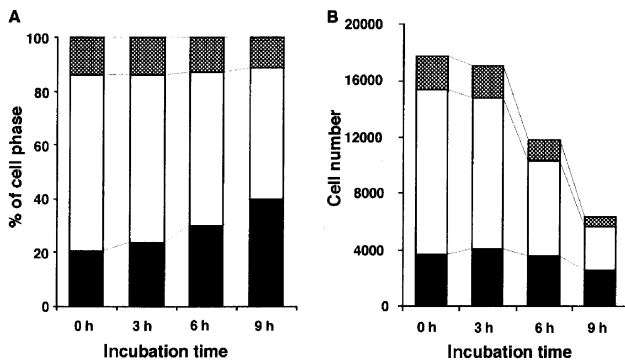 A
% of cell phase
100
80
60
40
20
0
0 h 3 h 6 h 9 h
Incubation time
B
Cell number
20000
16000
12000
8000
4000
0
0 h 3 h 6 h 9 h
Incubation time